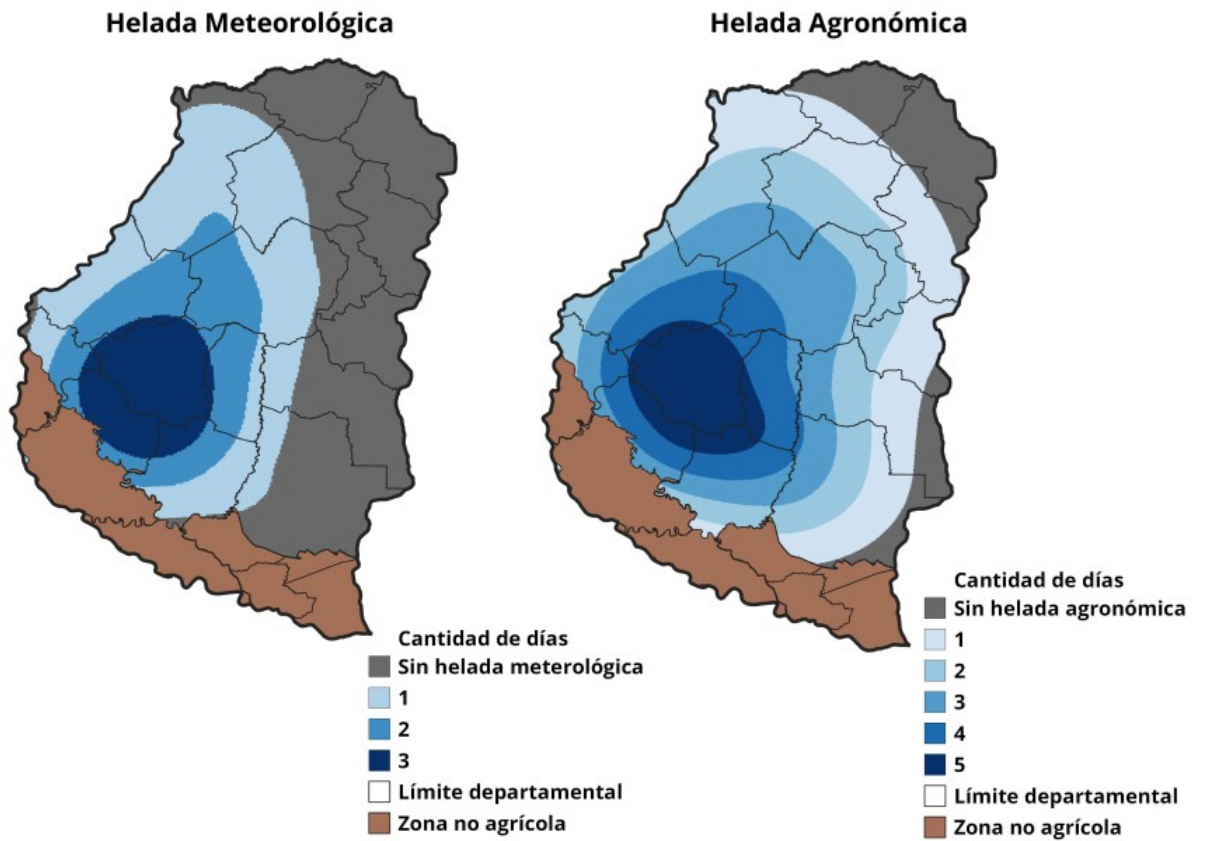 Helada Meteorológica
Helada Agronómica
Cantidad de días
Sin helada meterológica
1
2
3
Límite departamental
Zona no agrícola
Cantidad de días
Sin helada agronómica
1
2
3
4
5
Límite departamental
Zona no agrícola